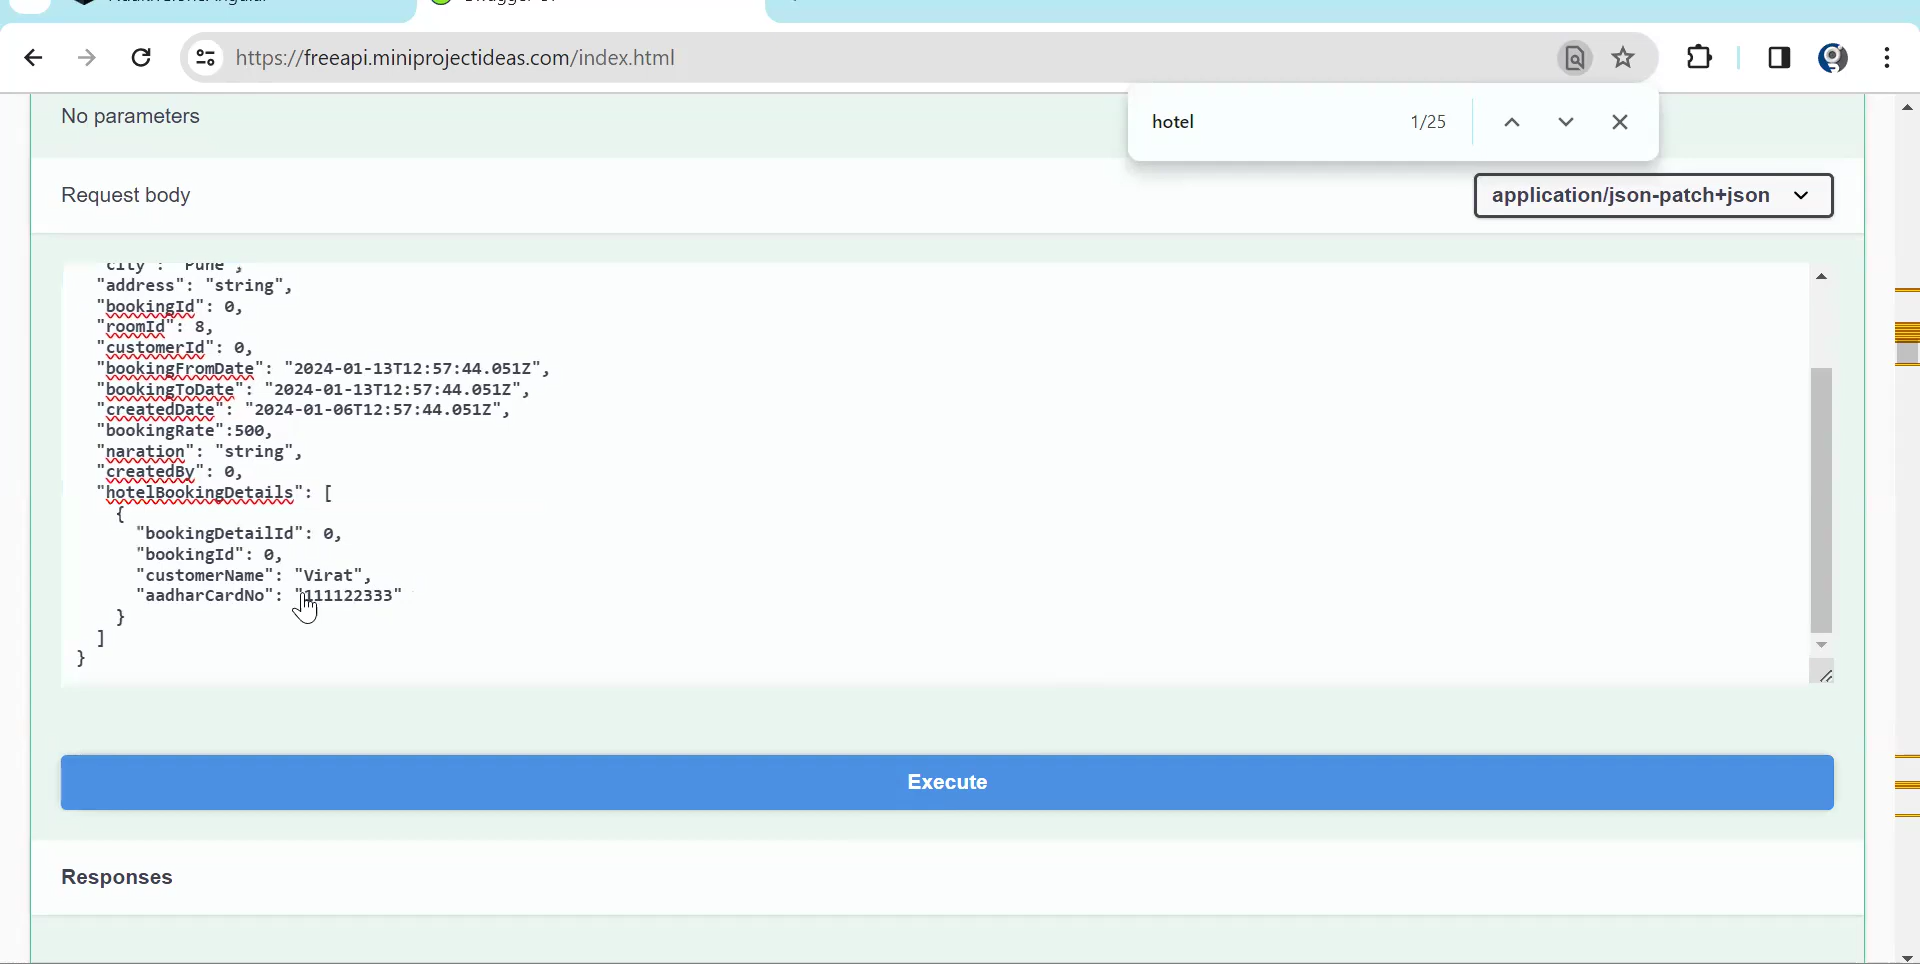 https://freeapi.miniprojectideas.com/index.html
hotel
1/25
No parameters
Request body
application/json-patch+json
"city": "Pune",
"address": "string",
"bookingId": 0,
"roomId": 8,
"customerId": 0,
"bookingFromDate": "2024-01-13T12:57:44.051Z",
"bookingToDate": "2024-01-13T12:57:44.051Z",
"createdDate": "2024-01-06T12:57:44.051Z",
"bookingRate":500,
"naration": "string",
"createdBy": 0,
"hotelBookingDetails": [
{
"bookingDetailId": 0,
"bookingId": 0,
"customerName": "Virat",
"aadharCardNo": "111122333"
}
]
}
Execute
Responses